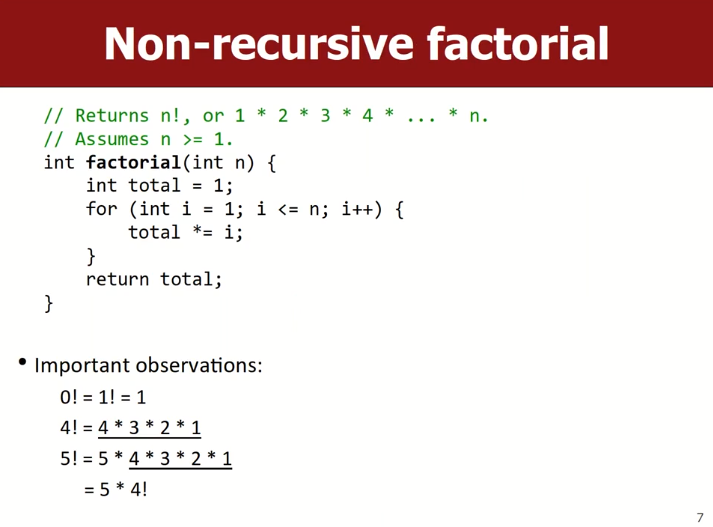 Non-recursive factorial
// Returns n!, or 1 * 2 * 3 * 4 * ... * n.
// Assumes n >= 1.
int factorial(int n) {
    int total = 1;
    for (int i = 1; i <= n; i++) {
        total *= i;
    }
    return total;
}
• Important observations:
0! = 1! = 1
4! = 4 * 3 * 2 * 1
5! = 5 * 4 * 3 * 2 * 1
= 5 * 4!
7